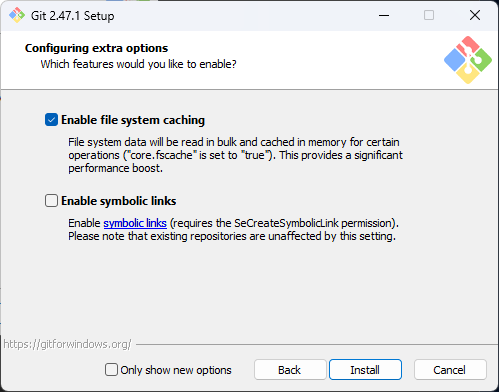 Git 2.47.1 Setup
Configuring extra options
Which features would you like to enable?
Enable file system caching
File system data will be read in bulk and cached in memory for certain
operations ("core.fscache" is set to "true"). This provides a significant
performance boost.
Enable symbolic links
Enable symbolic links (requires the SeCreateSymbolicLink permission).
Please note that existing repositories are unaffected by this setting.
https://gitforwindows.org/
Only show new options
Back
Install
Cancel